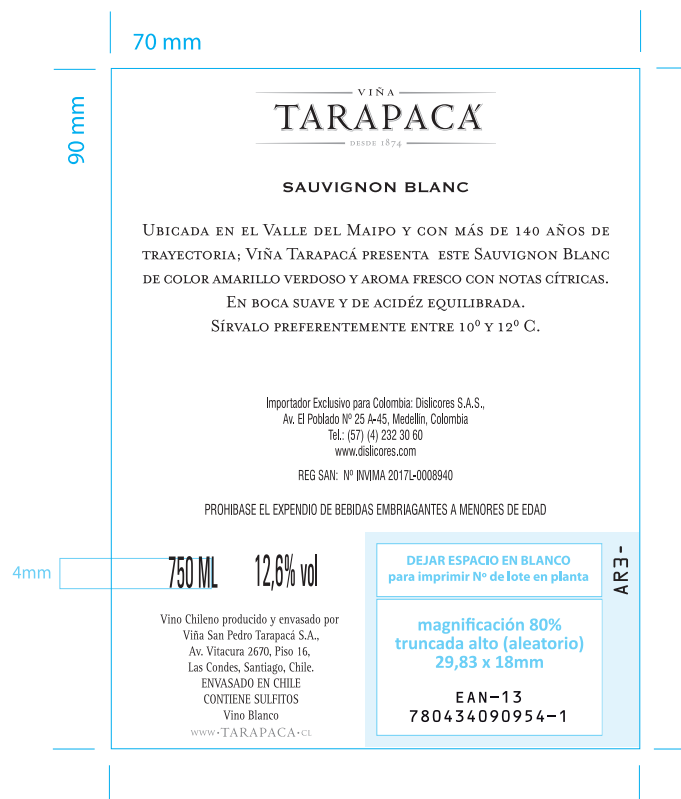 70 mm
90 mm
VIÑA
TARAPACÁ
DESDE 1874
SAUVIGNON BLANC
UBICADA EN EL VALLE DEL MAIPO Y CON MÁS DE 140 AÑOS DE
TRAYECTORIA; VIÑA TARAPACÁ PRESENTA ESTE SAUVIGNON BLANC
DE COLOR AMARILLO VERDOSO Y AROMA FRESCO CON NOTAS CÍTRICAS.
EN BOCA SUAVE Y DE ACIDÉZ EQUILIBRADA.
SÍRVALO PREFERENTEMENTE ENTRE 10º Y 12º C.
Importador Exclusivo para Colombia: Dislicores S.A.S.,
Av. El Poblado Nº 25 A-45, Medellin, Colombia
Tel.: (57) (4) 232 30 60
www.dislicores.com
REG SAN: Nº INVIMA 2017L-0008940
PROHIBASE EL EXPENDIO DE BEBIDAS EMBRIAGANTES A MENORES DE EDAD
4mm
750 ML 12,6% vol
Vino Chileno producido y envasado por
Viña San Pedro Tarapacá S.A.,
Av. Vitacura 2670, Piso 16,
Las Condes, Santiago, Chile.
ENVASADO EN CHILE
CONTIENE SULFITOS
Vino Blanco
WWW·TARAPACA·CL
DEJAR ESPACIO EN BLANCO
para imprimir Nº de lote en planta
AR3-
magnificación 80%
truncada alto (aleatorio)
29,83 x 18mm
EAN-13
780434090954-1